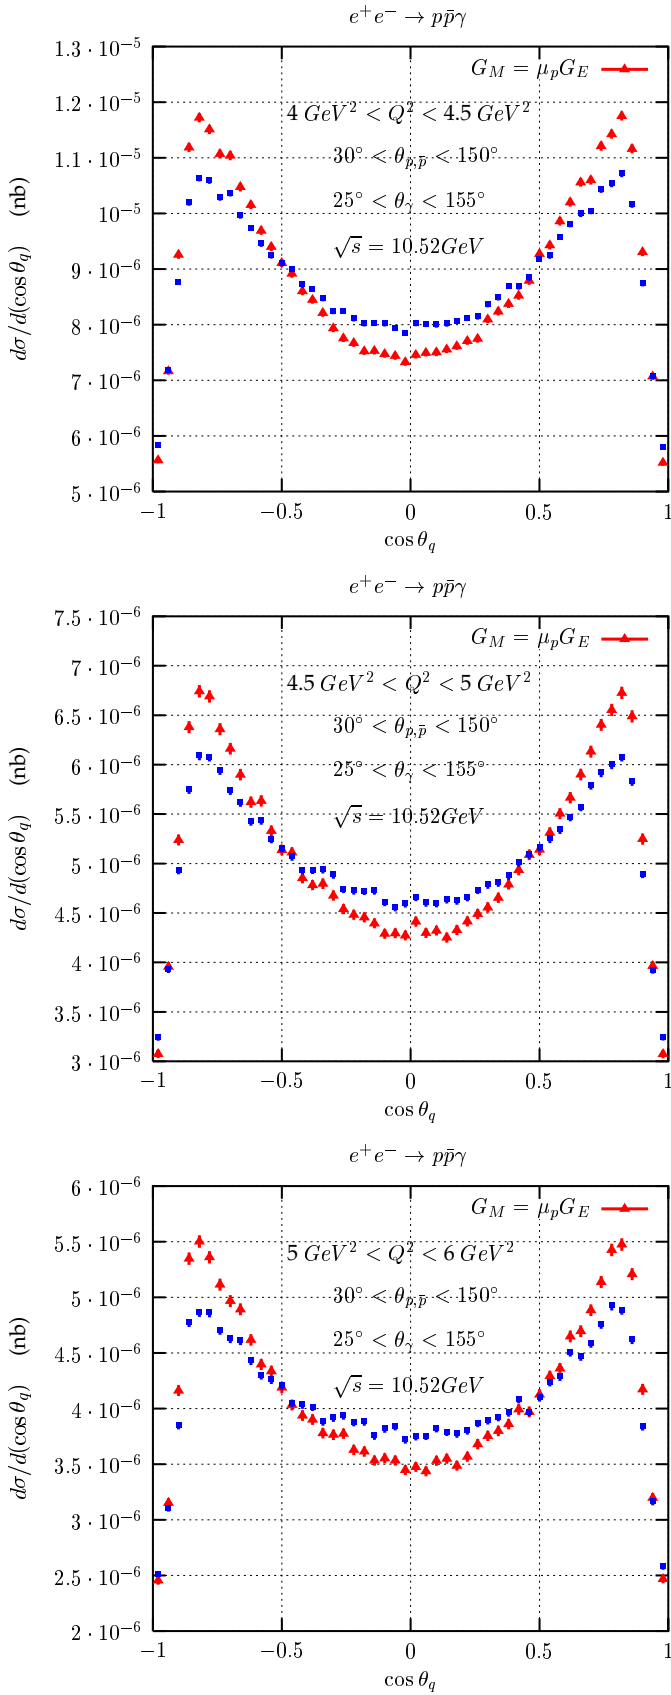 e⁺e⁻ → pp̄γ
1.3 · 10⁻⁵
G_M = μ_pG_E
1.2 · 10⁻⁵
4 GeV² < Q² < 4.5 GeV²
1.1 · 10⁻⁵
30° < θ_{p,p̄} < 150°
1 · 10⁻⁵
25° < θ_γ < 155°
9 · 10⁻⁶
√s = 10.52GeV
8 · 10⁻⁶
7 · 10⁻⁶
6 · 10⁻⁶
5 · 10⁻⁶
dσ/d(cos θ_q) (nb)
−1 −0.5 0 0.5 1
cos θ_q
e⁺e⁻ → pp̄γ
7.5 · 10⁻⁶
G_M = μ_pG_E
7 · 10⁻⁶
4.5 GeV² < Q² < 5 GeV²
6.5 · 10⁻⁶
30° < θ_{p,p̄} < 150°
6 · 10⁻⁶
25° < θ_γ < 155°
5.5 · 10⁻⁶
√s = 10.52GeV
5 · 10⁻⁶
4.5 · 10⁻⁶
4 · 10⁻⁶
3.5 · 10⁻⁶
3 · 10⁻⁶
dσ/d(cos θ_q) (nb)
−1 −0.5 0 0.5 1
cos θ_q
e⁺e⁻ → pp̄γ
6 · 10⁻⁶
G_M = μ_pG_E
5.5 · 10⁻⁶
5 GeV² < Q² < 6 GeV²
5 · 10⁻⁶
30° < θ_{p,p̄} < 150°
4.5 · 10⁻⁶
25° < θ_γ < 155°
4 · 10⁻⁶
√s = 10.52GeV
3.5 · 10⁻⁶
3 · 10⁻⁶
2.5 · 10⁻⁶
2 · 10⁻⁶
dσ/d(cos θ_q) (nb)
−1 −0.5 0 0.5 1
cos θ_q